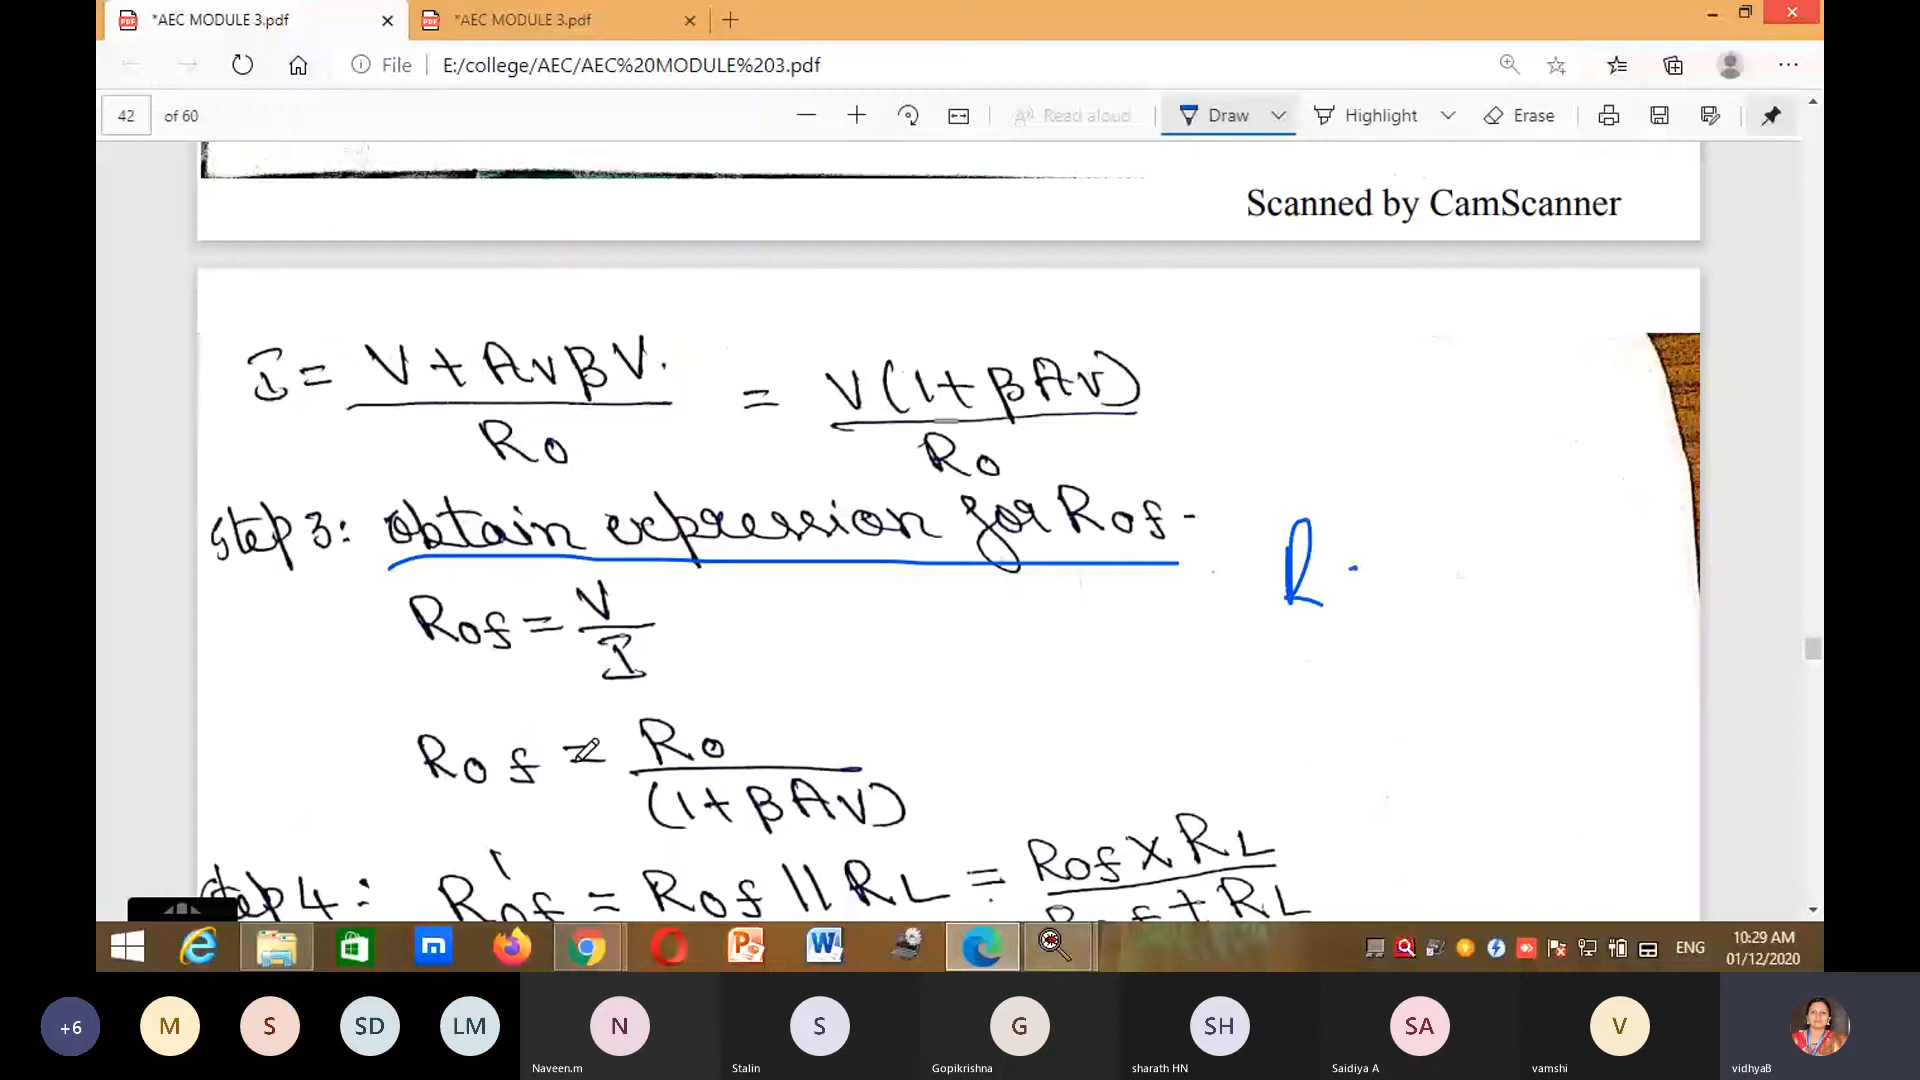 *AEC MODULE 3.pdf
*AEC MODULE 3.pdf
File E:/college/AEC/AEC%20MODULE%203.pdf
42 of 60 Read aloud Draw Highlight Erase
Scanned by CamScanner
I = V + AvβV. / Ro = V(1+βAv) / Ro
Step 3: obtain expression for Rof -
R .
Rof = V / I
Rof = Ro / (1+βAv)
Step 4: R'of = Rof || RL = Rof X RL / Rof + RL
ENG
10:29 AM
01/12/2020
+6 M S SD LM N S G SH SA V
Naveen.m Stalin Gopikrishna sharath HN Saidiya A vamshi vidhyaB